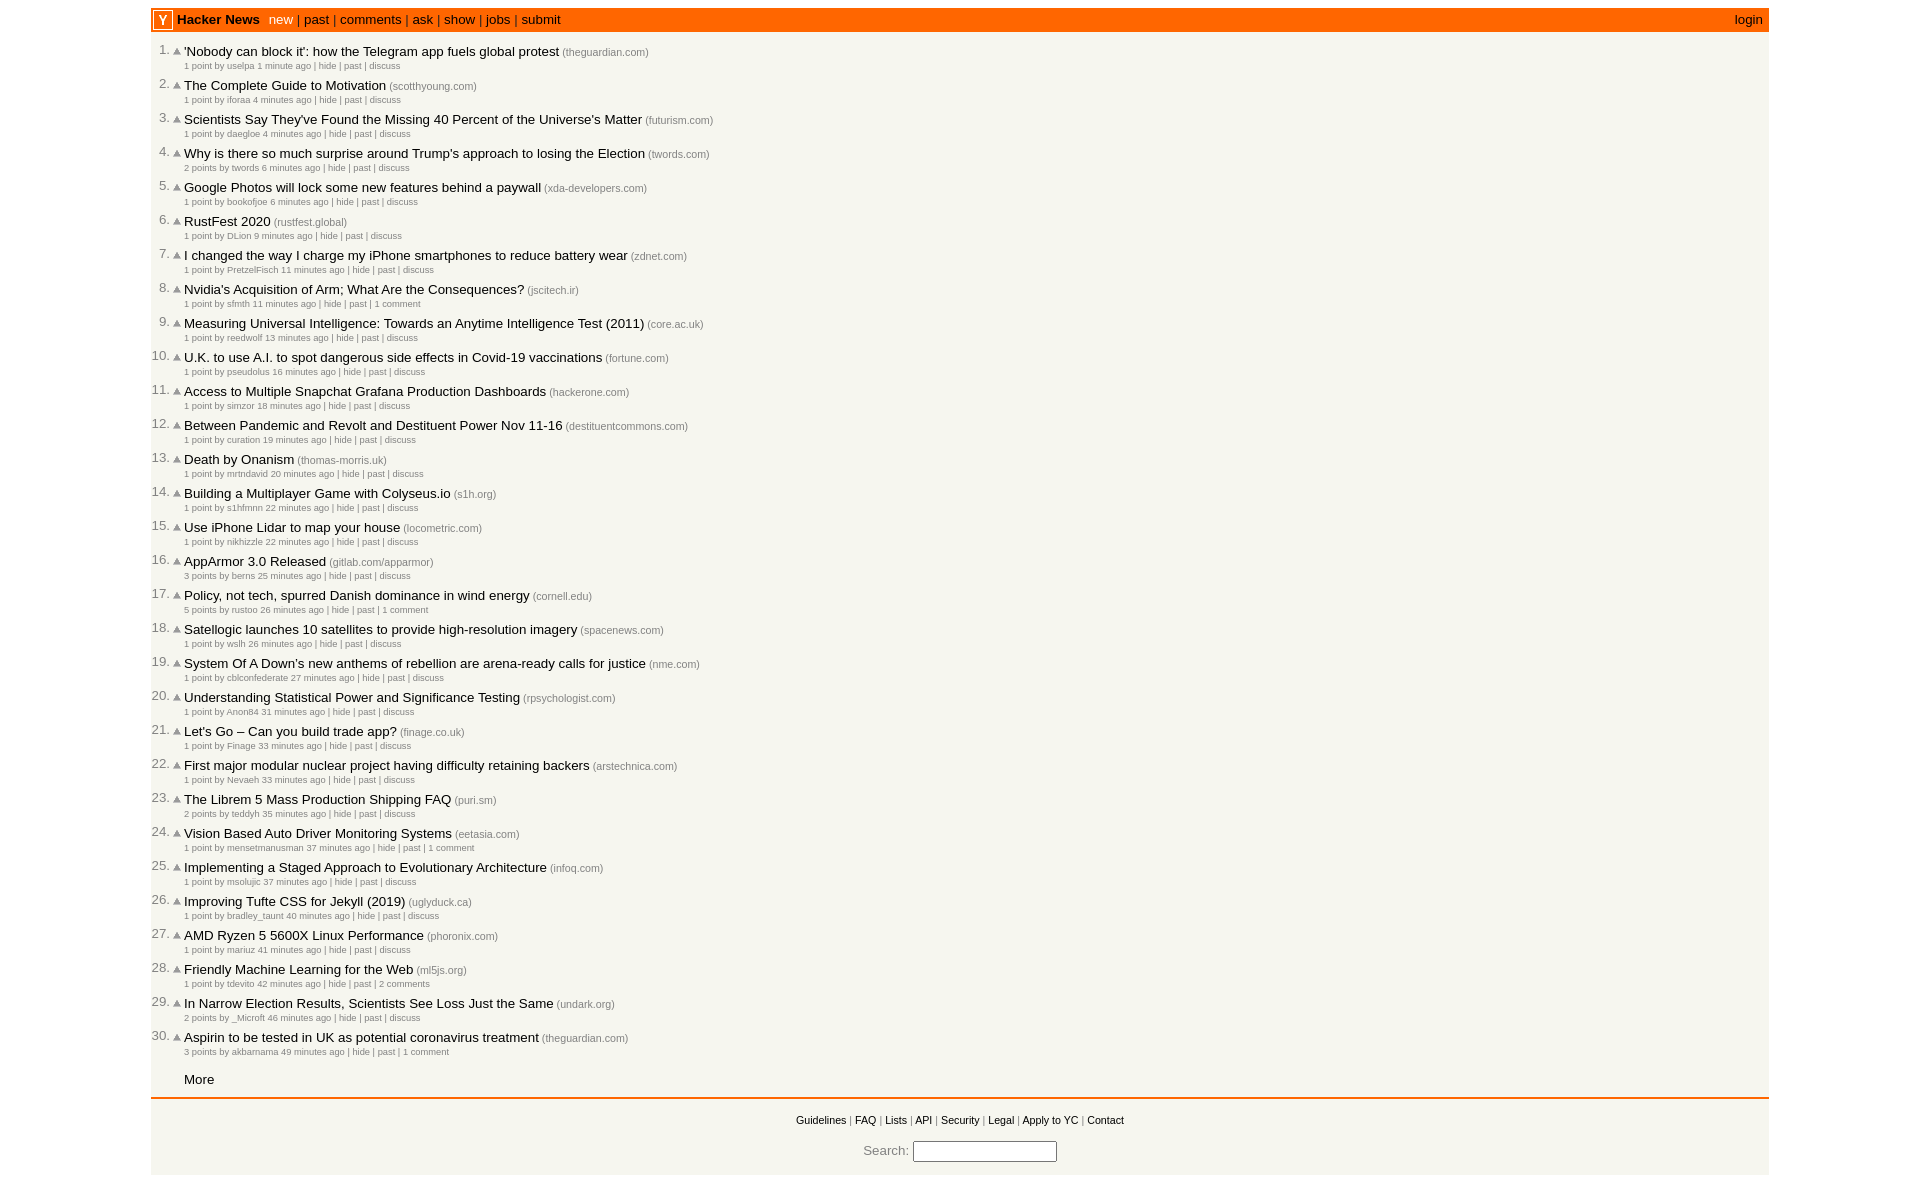 Y Hacker News new | past | comments | ask | show | jobs | submit login
1. 'Nobody can block it': how the Telegram app fuels global protest (theguardian.com)
1 point by uselpa 1 minute ago | hide | past | discuss
2. The Complete Guide to Motivation (scotthyoung.com)
1 point by iforaa 4 minutes ago | hide | past | discuss
3. Scientists Say They've Found the Missing 40 Percent of the Universe's Matter (futurism.com)
1 point by daegloe 4 minutes ago | hide | past | discuss
4. Why is there so much surprise around Trump's approach to losing the Election (twords.com)
2 points by twords 6 minutes ago | hide | past | discuss
5. Google Photos will lock some new features behind a paywall (xda-developers.com)
1 point by bookofjoe 6 minutes ago | hide | past | discuss
6. RustFest 2020 (rustfest.global)
1 point by DLion 9 minutes ago | hide | past | discuss
7. I changed the way I charge my iPhone smartphones to reduce battery wear (zdnet.com)
1 point by PretzelFisch 11 minutes ago | hide | past | discuss
8. Nvidia's Acquisition of Arm; What Are the Consequences? (jscitech.ir)
1 point by sfmth 11 minutes ago | hide | past | 1 comment
9. Measuring Universal Intelligence: Towards an Anytime Intelligence Test (2011) (core.ac.uk)
1 point by reedwolf 13 minutes ago | hide | past | discuss
10. U.K. to use A.I. to spot dangerous side effects in Covid-19 vaccinations (fortune.com)
1 point by pseudolus 16 minutes ago | hide | past | discuss
11. Access to Multiple Snapchat Grafana Production Dashboards (hackerone.com)
1 point by simzor 18 minutes ago | hide | past | discuss
12. Between Pandemic and Revolt and Destituent Power Nov 11-16 (destituentcommons.com)
1 point by curation 19 minutes ago | hide | past | discuss
13. Death by Onanism (thomas-morris.uk)
1 point by mrtndavid 20 minutes ago | hide | past | discuss
14. Building a Multiplayer Game with Colyseus.io (s1h.org)
1 point by s1hfmnn 22 minutes ago | hide | past | discuss
15. Use iPhone Lidar to map your house (locometric.com)
1 point by nikhizzle 22 minutes ago | hide | past | discuss
16. AppArmor 3.0 Released (gitlab.com/apparmor)
3 points by berns 25 minutes ago | hide | past | discuss
17. Policy, not tech, spurred Danish dominance in wind energy (cornell.edu)
5 points by rustoo 26 minutes ago | hide | past | 1 comment
18. Satellogic launches 10 satellites to provide high-resolution imagery (spacenews.com)
1 point by wslh 26 minutes ago | hide | past | discuss
19. System Of A Down’s new anthems of rebellion are arena-ready calls for justice (nme.com)
1 point by cblconfederate 27 minutes ago | hide | past | discuss
20. Understanding Statistical Power and Significance Testing (rpsychologist.com)
1 point by Anon84 31 minutes ago | hide | past | discuss
21. Let's Go – Can you build trade app? (finage.co.uk)
1 point by Finage 33 minutes ago | hide | past | discuss
22. First major modular nuclear project having difficulty retaining backers (arstechnica.com)
1 point by Nevaeh 33 minutes ago | hide | past | discuss
23. The Librem 5 Mass Production Shipping FAQ (puri.sm)
2 points by teddyh 35 minutes ago | hide | past | discuss
24. Vision Based Auto Driver Monitoring Systems (eetasia.com)
1 point by mensetmanusman 37 minutes ago | hide | past | 1 comment
25. Implementing a Staged Approach to Evolutionary Architecture (infoq.com)
1 point by msolujic 37 minutes ago | hide | past | discuss
26. Improving Tufte CSS for Jekyll (2019) (uglyduck.ca)
1 point by bradley_taunt 40 minutes ago | hide | past | discuss
27. AMD Ryzen 5 5600X Linux Performance (phoronix.com)
1 point by mariuz 41 minutes ago | hide | past | discuss
28. Friendly Machine Learning for the Web (ml5js.org)
1 point by tdevito 42 minutes ago | hide | past | 2 comments
29. In Narrow Election Results, Scientists See Loss Just the Same (undark.org)
2 points by _Microft 46 minutes ago | hide | past | discuss
30. Aspirin to be tested in UK as potential coronavirus treatment (theguardian.com)
3 points by akbarnama 49 minutes ago | hide | past | 1 comment
More
Guidelines | FAQ | Lists | API | Security | Legal | Apply to YC | Contact
Search: